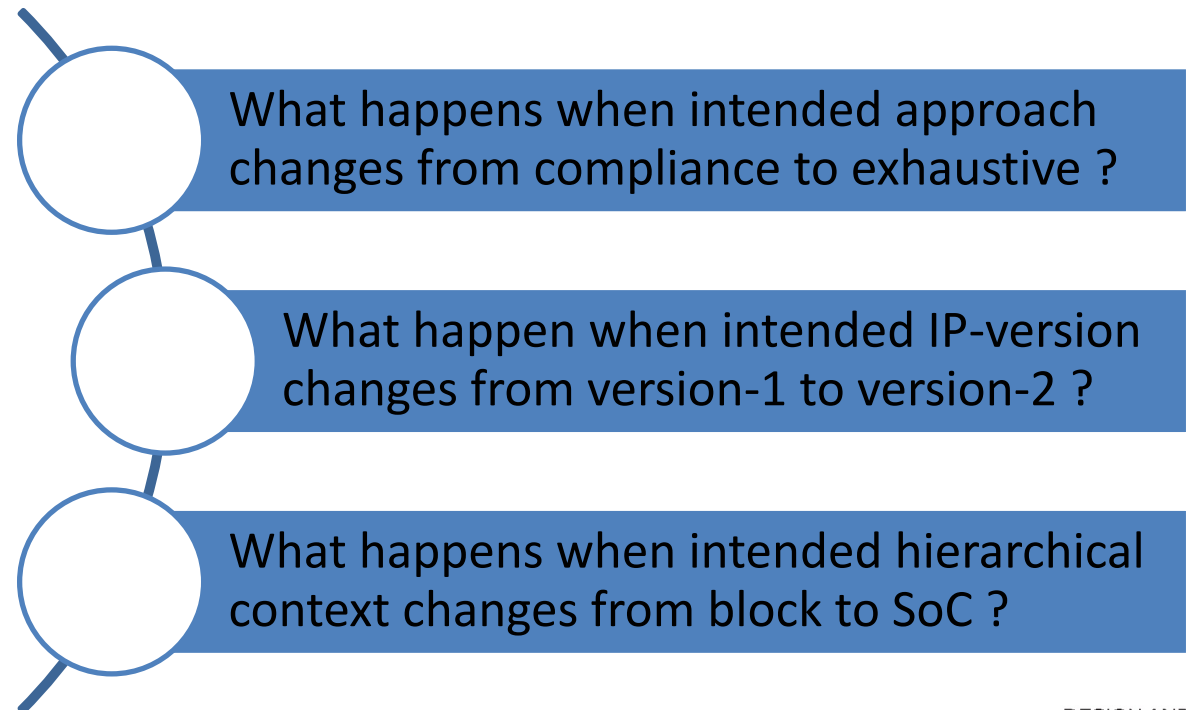 What happens when intended approach
changes from compliance to exhaustive ?
What happen when intended IP-version
changes from version-1 to version-2 ?
What happens when intended hierarchical
context changes from block to SoC ?